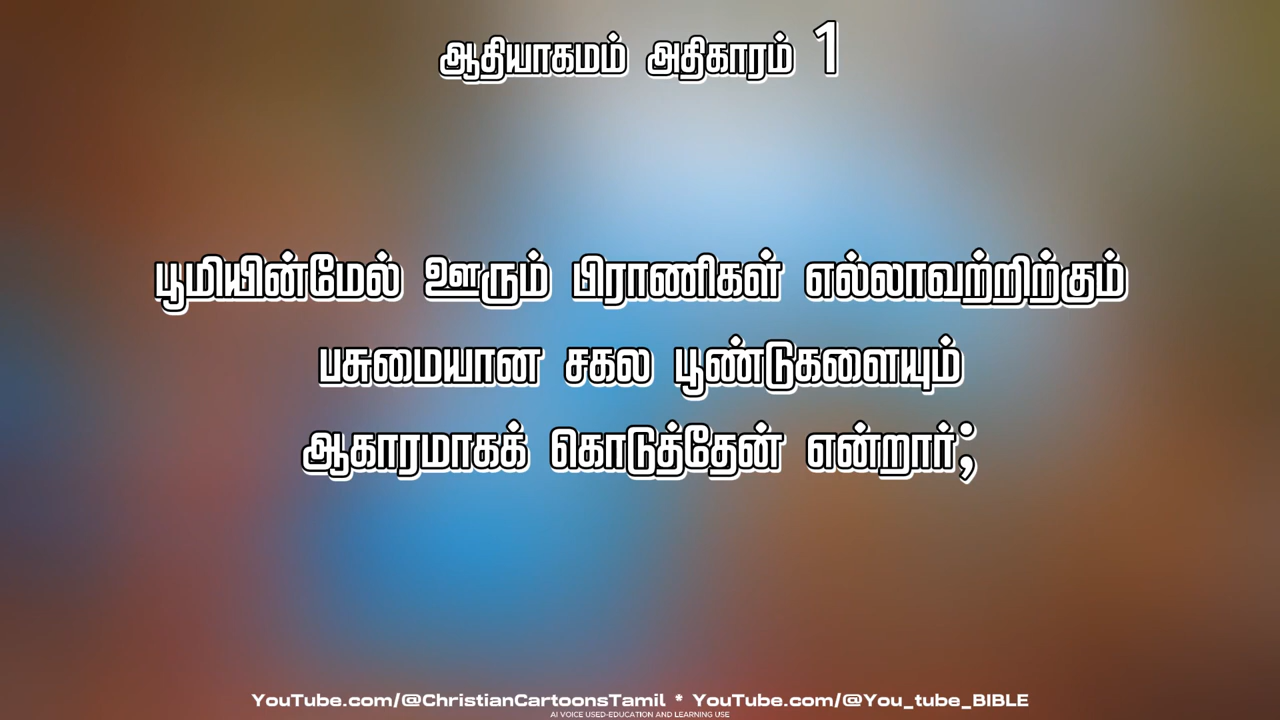 ஆதியாகமம் அதிகாரம் 1
பூமியின்மேல் ஊரும் பிராணிகள் எல்லாவற்றிற்கும்
பசுமையான சகல பூண்டுகளையும்
ஆகாரமாகக் கொடுத்தேன் என்றார்;
YouTube.com/@ChristianCartoonsTamil * YouTube.com/@You_tube_BIBLE
AI VOICE USED-EDUCATION AND LEARNING USE